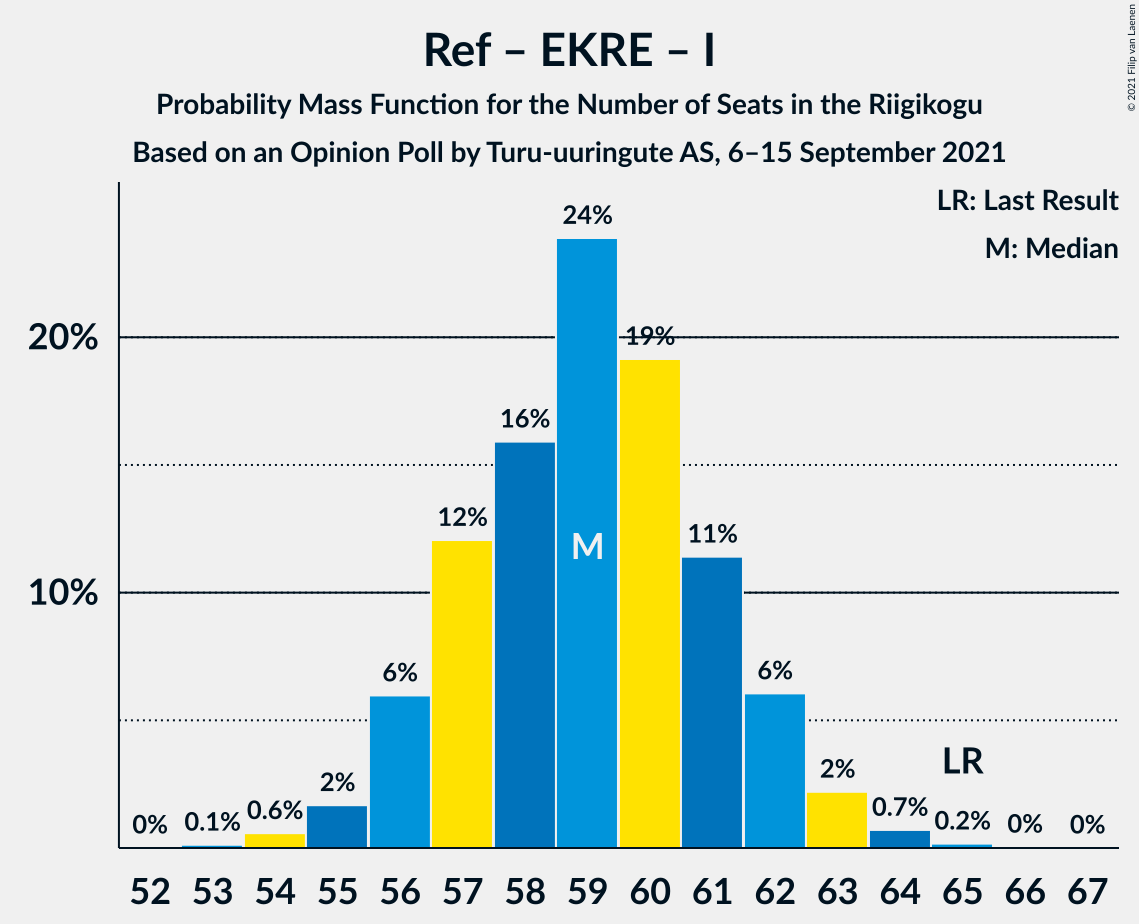 Ref – EKRE – I
Probability Mass Function for the Number of Seats in the Riigikogu
Based on an Opinion Poll by Turu-uuringute AS, 6–15 September 2021
© 2021 Filip van Laenen
LR: Last Result
M: Median
20%
10%
0%
0.1%
0.6%
2%
6%
12%
16%
24%
19%
11%
6%
2%
0.7%
0.2%
0%
0%
M
LR
52 53 54 55 56 57 58 59 60 61 62 63 64 65 66 67